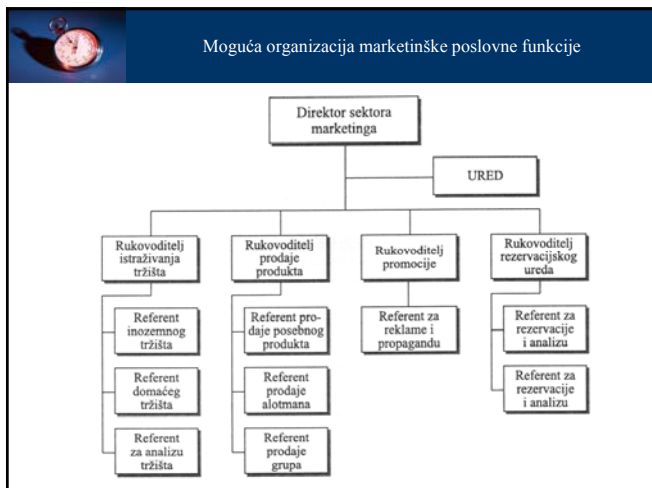 Moguća organizacija marketinške poslovne funkcije
Direktor sektora
marketinga
URED
Rukovoditelj
istraživanja
tržišta
Rukovoditelj
prodaje
produkta
Rukovoditelj
promocije
Rukovoditelj
rezervacijskog
ureda
Referent
inozemnog
tržišta
Referent pro-
daje posebnog
produkta
Referent za
reklame i
propagandu
Referent za
rezervacije
i analizu
Referent
domaćeg
tržišta
Referent
prodaje
alotmana
Referent za
rezervacije
i analizu
Referent
za analizu
tržišta
Referent
prodaje
grupa